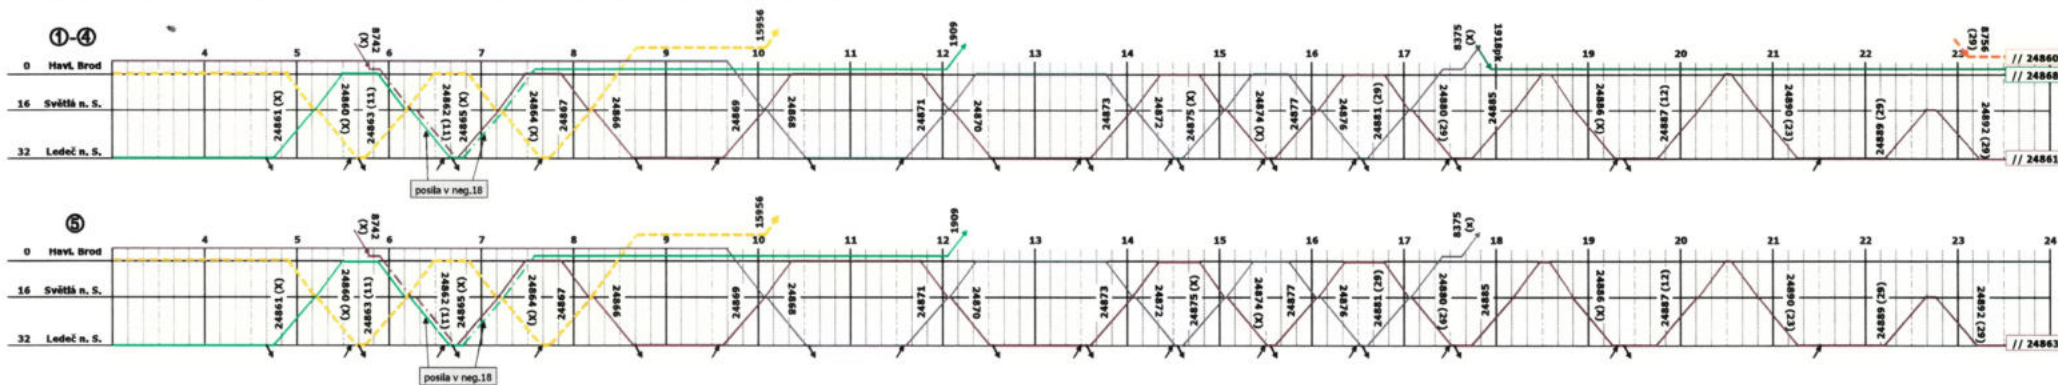 ①-④
4 5 6 7 8 9 10 11 12 13 14 15 16 17 18 19 20 21 22 23
8742 (X)
15956
1909
8375 (X)
1918pk
8756 (29)
0 Havl. Brod
16 Světlá n. S.
32 Ledeč n. S.
24861 (X)
24860 (X)
24863 (11)
24862 (11)
24865 (X)
24864 (X)
24867
24866
24869
24868
24871
24870
24873
24872
24875 (X)
24874 (X)
24877
24876
24881 (29)
24880 (29)
24885
24886 (X)
24887 (12)
24890 (23)
24889 (29)
24892 (29)
// 24860
// 24868
// 24861
posila v neg.18
⑤
4 5 6 7 8 9 10 11 12 13 14 15 16 17 18 19 20 21 22 23 24
8742 (X)
15956
1909
8375 (x)
0 Havl. Brod
16 Světlá n. S.
32 Ledeč n. S.
24861 (X)
24860 (X)
24863 (11)
24862 (11)
24865 (X)
24864 (X)
24867
24866
24869
24868
24871
24870
24873
24872
24875 (X)
24874 (X)
24877
24876
24881 (29)
24880 (29)
24885
24886 (X)
24887 (12)
24890 (23)
24889 (29)
24892 (29)
// 24863
posila v neg.18